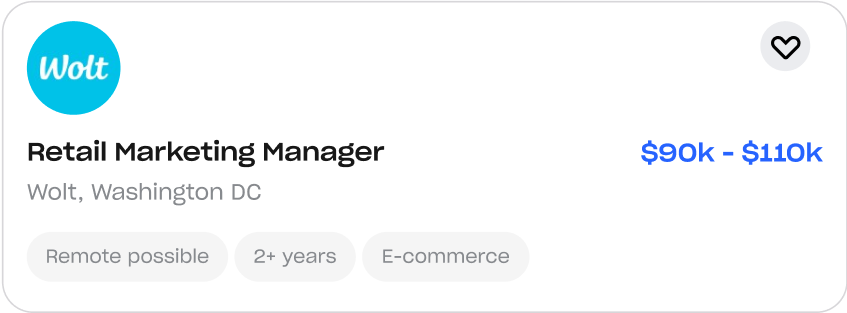 Wolt
Retail Marketing Manager
$90k - $110k
Wolt, Washington DC
Remote possible
2+ years
E-commerce